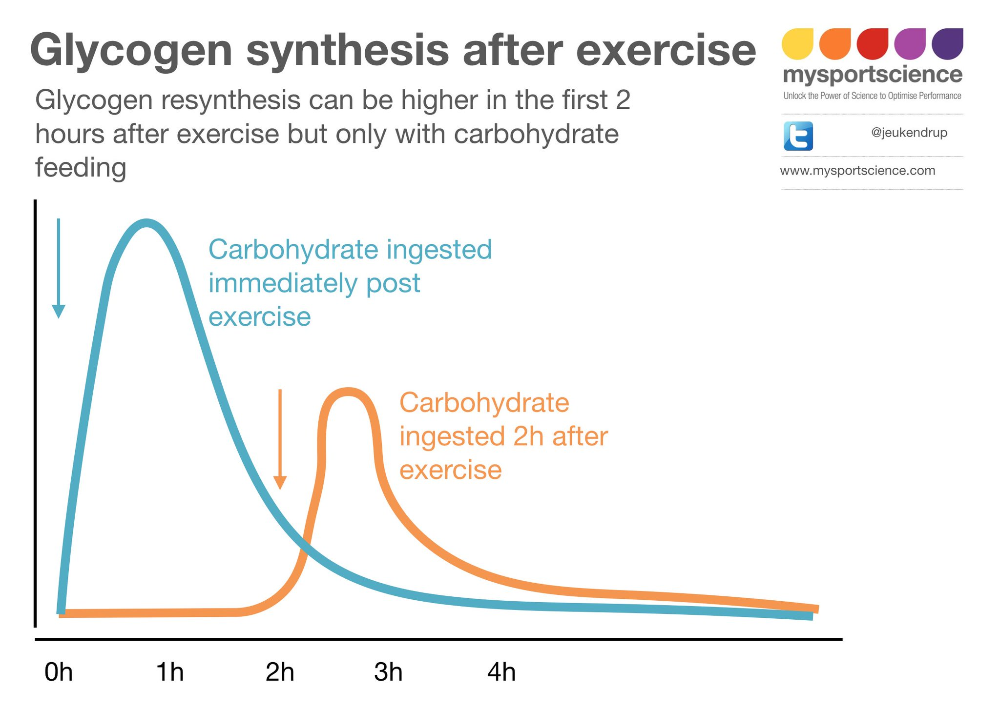 Glycogen synthesis after exercise
Glycogen resynthesis can be higher in the first 2
hours after exercise but only with carbohydrate
feeding
mysportscience
Unlock the Power of Science to Optimise Performance
@jeukendrup
www.mysportscience.com
Carbohydrate ingested
immediately post
exercise
Carbohydrate
ingested 2h after
exercise
0h 1h 2h 3h 4h